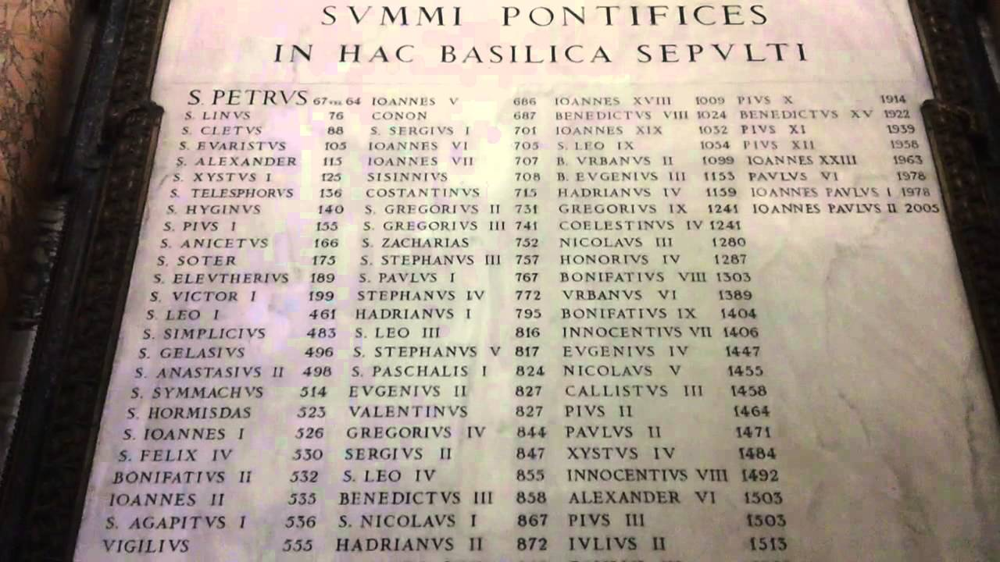 SVMMI PONTIFICES
IN HAC BASILICA SEPVLTI
S. PETRVS 67 VEL 64 IOANNES V 686 IOANNES XVIII 1009 PIVS X 1914
S. LINVS 76 CONON 687 BENEDICTVS VIII 1024 BENEDICTVS XV 1922
S. CLETVS 88 S. SERGIVS I 701 IOANNES XIX 1032 PIVS XI 1939
S. EVARISTVS 105 IOANNES VI 705 S. LEO IX 1054 PIVS XII 1958
S. ALEXANDER 115 IOANNES VII 707 B. VRBANVS II 1099 IOANNES XXIII 1963
S. XYSTVS I 125 SISINNIVS 708 B. EVGENIVS III 1153 PAVLVS VI 1978
S. TELESPHORVS 136 COSTANTINVS 715 HADRIANVS IV 1159 IOANNES PAVLVS I 1978
S. HYGINVS 140 S. GREGORIVS II 731 GREGORIVS IX 1241 IOANNES PAVLVS II 2005
S. PIVS I 155 S. GREGORIVS III 741 COELESTINVS IV 1241
S. ANICETVS 166 S. ZACHARIAS 752 NICOLAVS III 1280
S. SOTER 175 S. STEPHANVS III 757 HONORIVS IV 1287
S. ELEVTHERIVS 189 S. PAVLVS I 767 BONIFATIVS VIII 1303
S. VICTOR I 199 STEPHANVS IV 772 VRBANVS VI 1389
S. LEO I 461 HADRIANVS I 795 BONIFATIVS IX 1404
S. SIMPLICIVS 483 S. LEO III 816 INNOCENTIVS VII 1406
S. GELASIVS 496 S. STEPHANVS V 817 EVGENIVS IV 1447
S. ANASTASIVS II 498 S. PASCHALIS I 824 NICOLAVS V 1455
S. SYMMACHVS 514 EVGENIVS II 827 CALLISTVS III 1458
S. HORMISDAS 523 VALENTINVS 827 PIVS II 1464
S. IOANNES I 526 GREGORIVS IV 844 PAVLVS II 1471
S. FELIX IV 530 SERGIVS II 847 XYSTVS IV 1484
BONIFATIVS II 532 S. LEO IV 855 INNOCENTIVS VIII 1492
IOANNES II 535 BENEDICTVS III 858 ALEXANDER VI 1503
S. AGAPITVS I 536 S. NICOLAVS I 867 PIVS III 1503
VIGILIVS 555 HADRIANVS II 872 IVLIVS II 1513